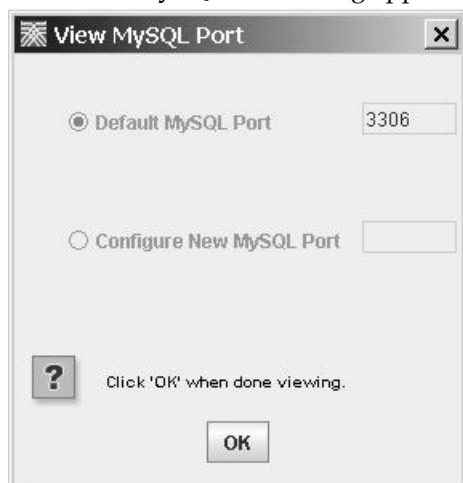 View MySQL Port
Default MySQL Port 3306
Configure New MySQL Port
? Click 'OK' when done viewing.
OK